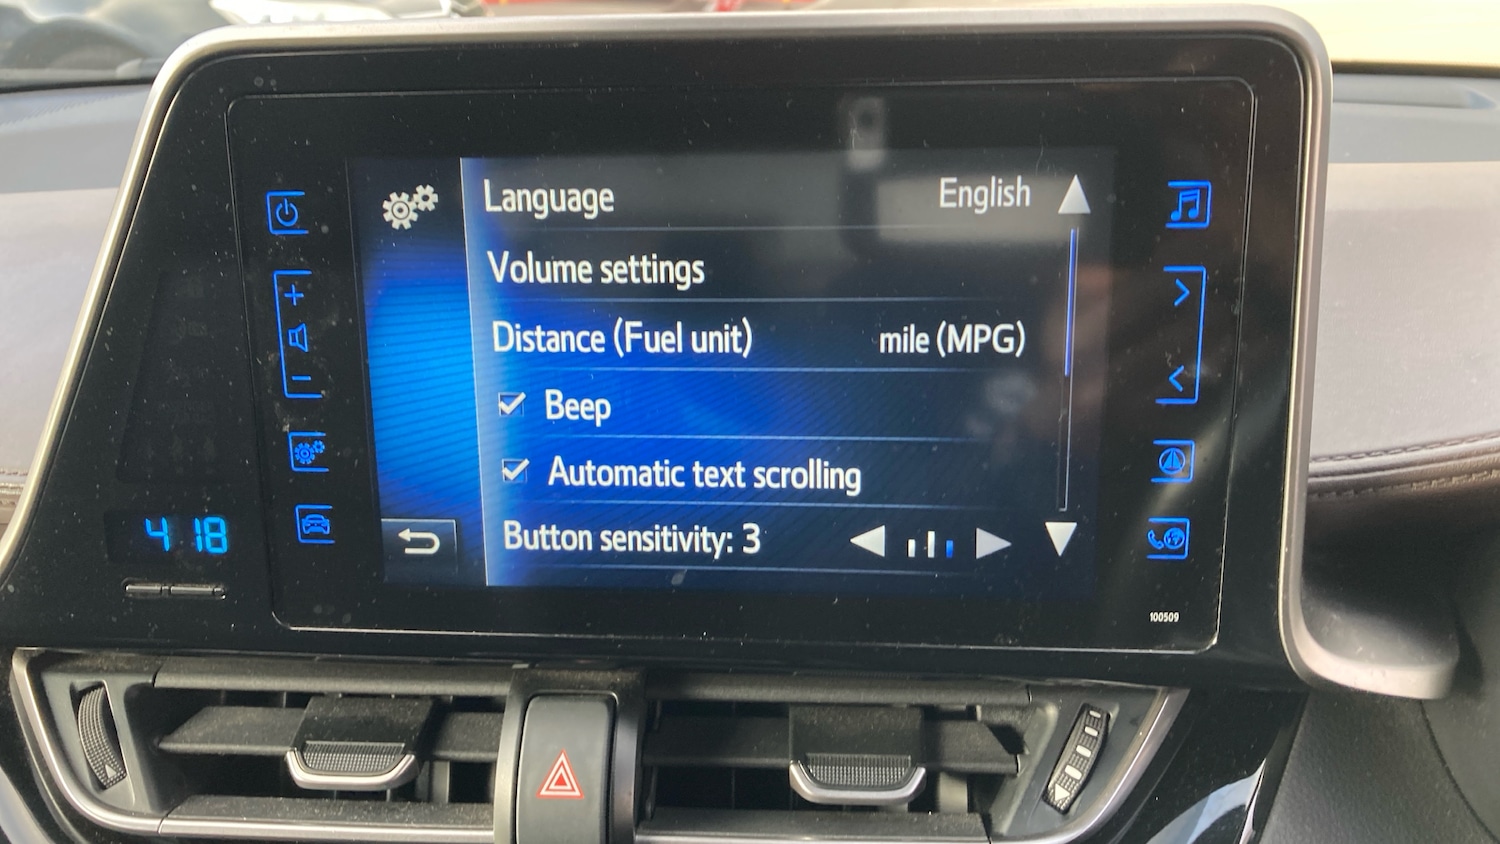 Language English
Volume settings
Distance (Fuel unit) mile (MPG)
Beep
Automatic text scrolling
Button sensitivity: 3
4 18
100509